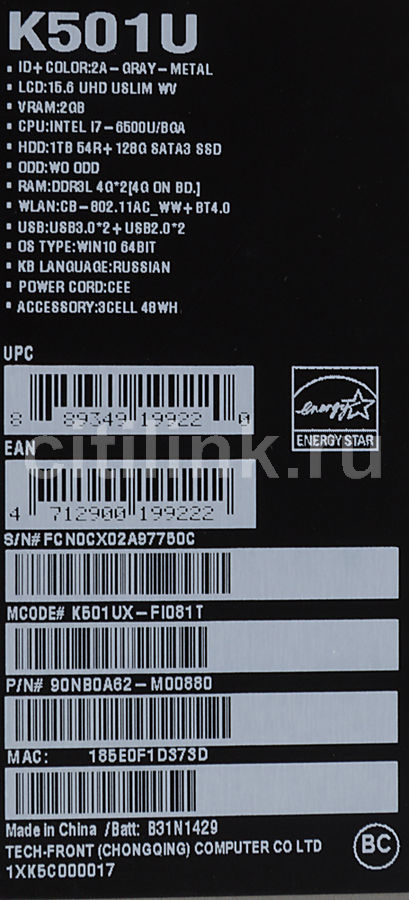 K501U
▪ ID+COLOR:2A-GRAY-METAL
▪ LCD:15.6 UHD USLIM WV
▪ VRAM:2GB
▪ CPU:INTEL I7-6500U/BGA
▪ HDD:1TB 54R+128G SATA3 SSD
▪ ODD:WO ODD
▪ RAM:DDR3L 4G*2[4G ON BD.]
▪ WLAN:CB-802.11AC_WW+BT4.0
▪ USB:USB3.0*2+USB2.0*2
▪ OS TYPE:WIN10 64BIT
▪ KB LANGUAGE:RUSSIAN
▪ POWER CORD:CEE
▪ ACCESSORY:3CELL 48WH
UPC
8 89349 19922 0
energy
ENERGY STAR
EAN
citilink.ru
4 712900 199222
S/N# FCN0CX02A97750C
MCODE# K501UX-FI081T
P/N# 90NB0A62-M00880
MAC: 185E0F1D373D
Made in China /Batt: B31N1429
TECH-FRONT (CHONGQING) COMPUTER CO LTD
1XK5C000017
BC